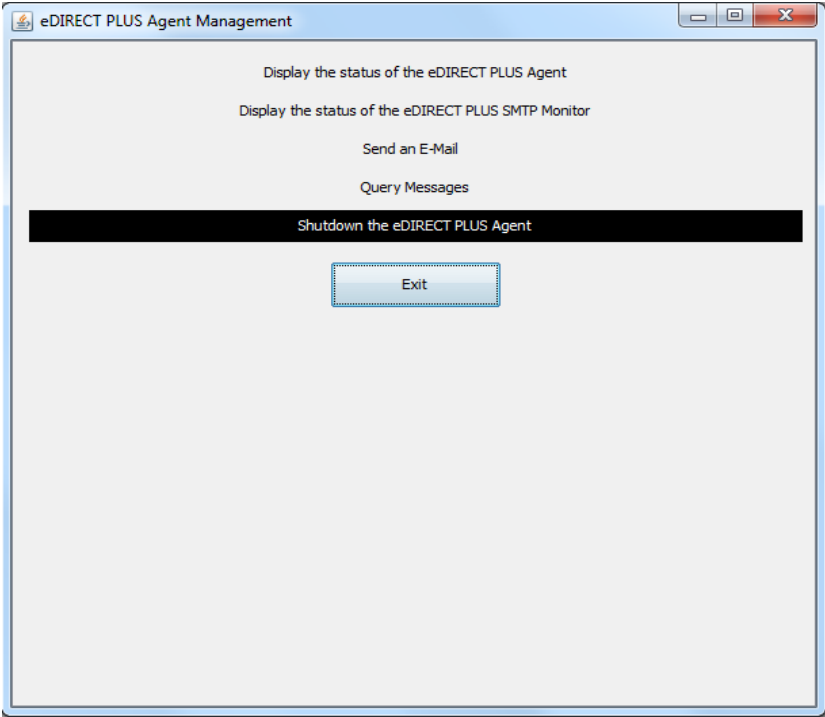 eDIRECT PLUS Agent Management
Display the status of the eDIRECT PLUS Agent
Display the status of the eDIRECT PLUS SMTP Monitor
Send an E-Mail
Query Messages
Shutdown the eDIRECT PLUS Agent
Exit